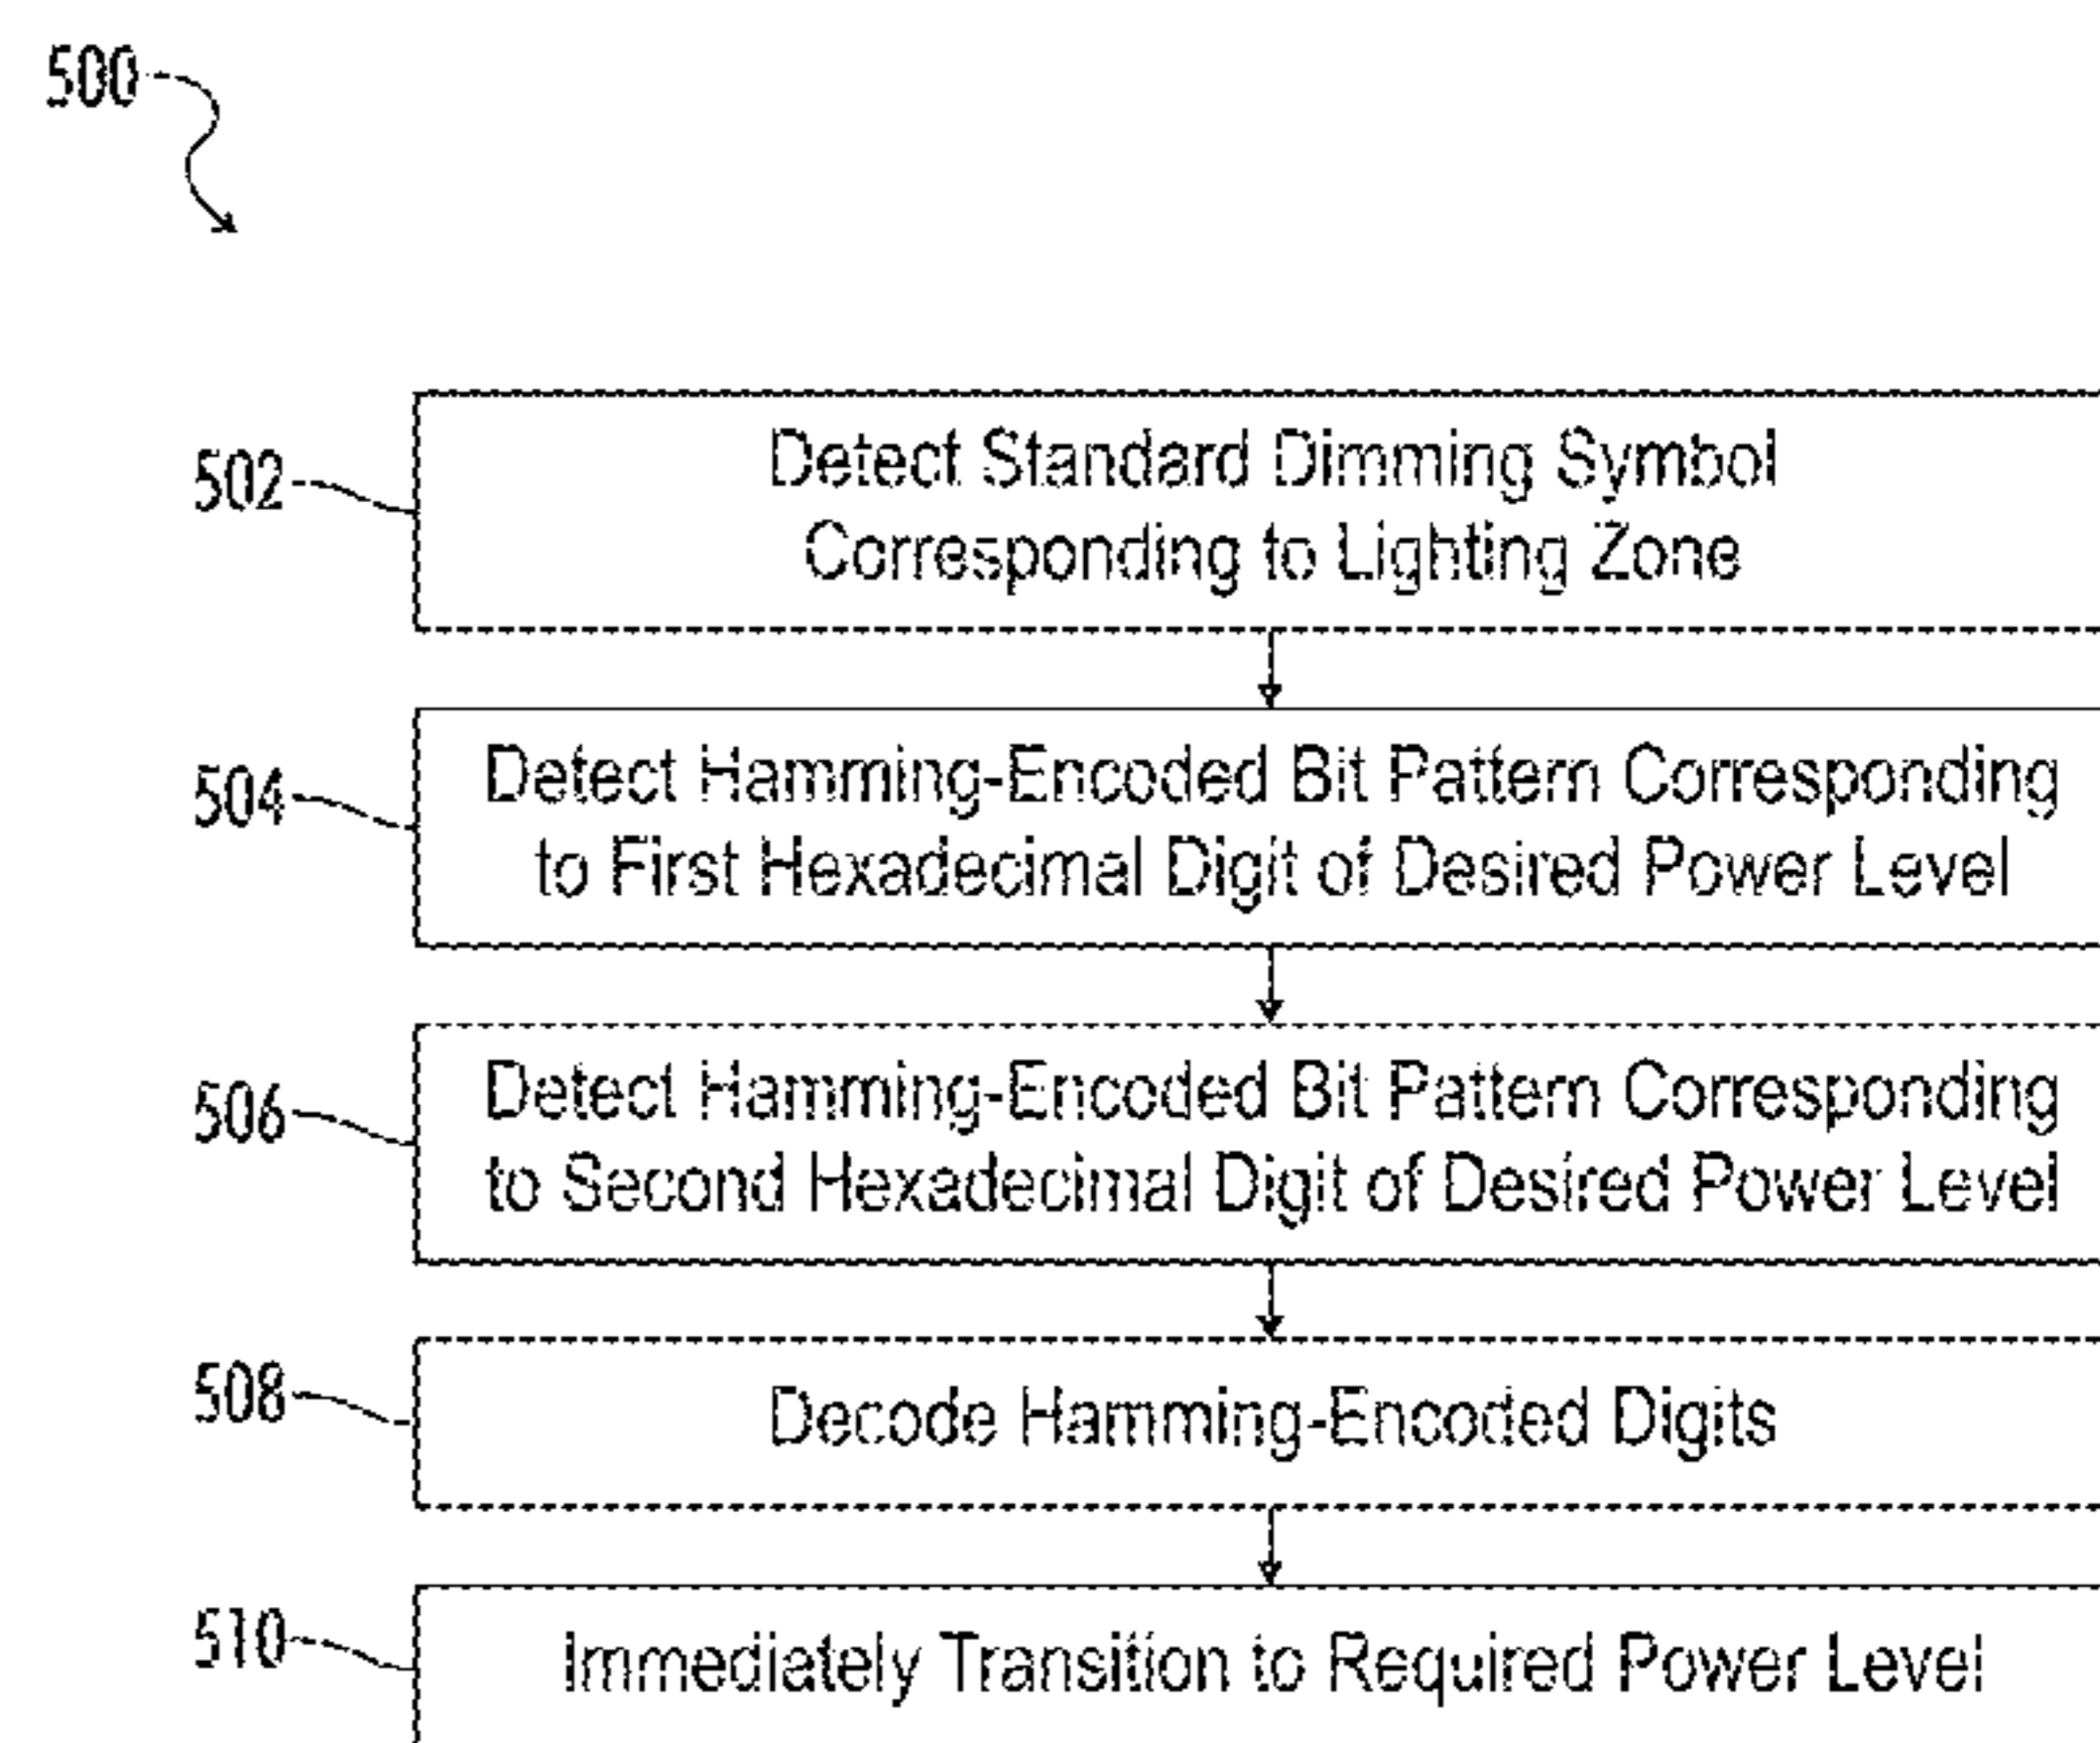 500
502
Detect Standard Dimming Symbol
Corresponding to Lighting Zone
504
Detect Hamming-Encoded Bit Pattern Corresponding
to First Hexadecimal Digit of Desired Power Level
506
Detect Hamming-Encoded Bit Pattern Corresponding
to Second Hexadecimal Digit of Desired Power Level
508
Decode Hamming-Encoded Digits
510
Immediately Transition to Required Power Level